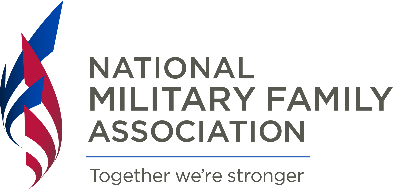 NATIONAL
MILITARY FAMILY
ASSOCIATION
Together we're stronger